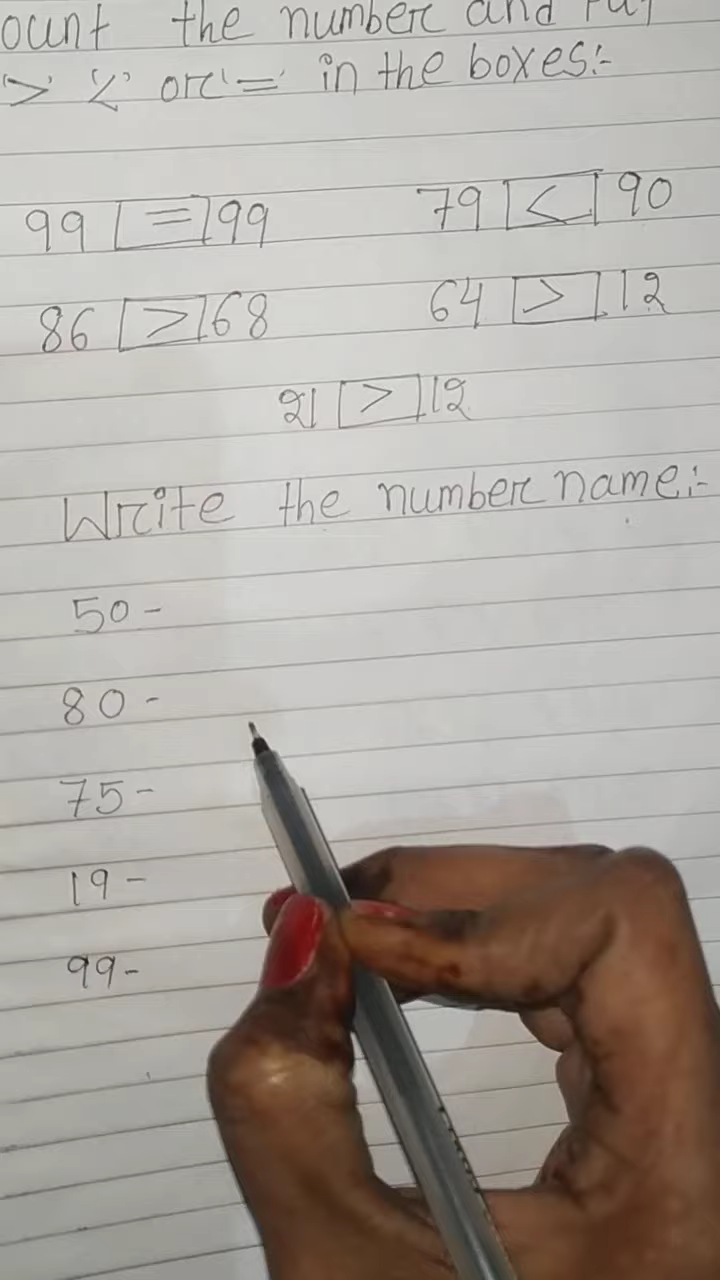 ount the number and Put
'>' '<' or '=' in the boxes:-
99 = 99 79 < 90
86 > 68 64 > 12
21 > 12
Write the number name:-
50-
80-
75-
19-
99-